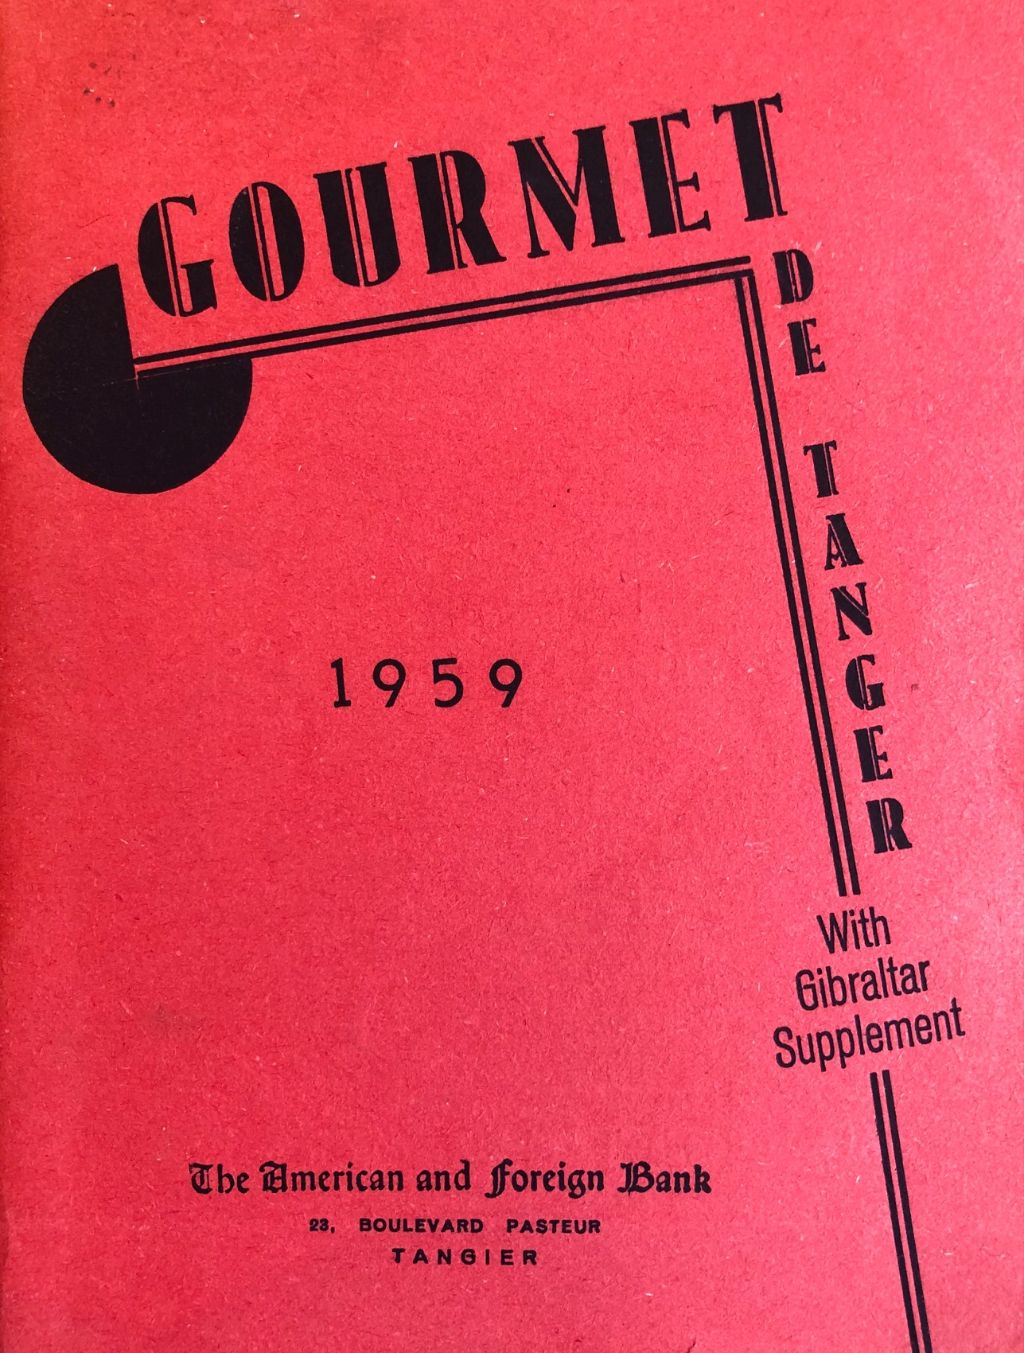 GOURMET
DE TANGER
1959
With
Gibraltar
Supplement
The American and Foreign Bank
23, BOULEVARD PASTEUR
TANGIER